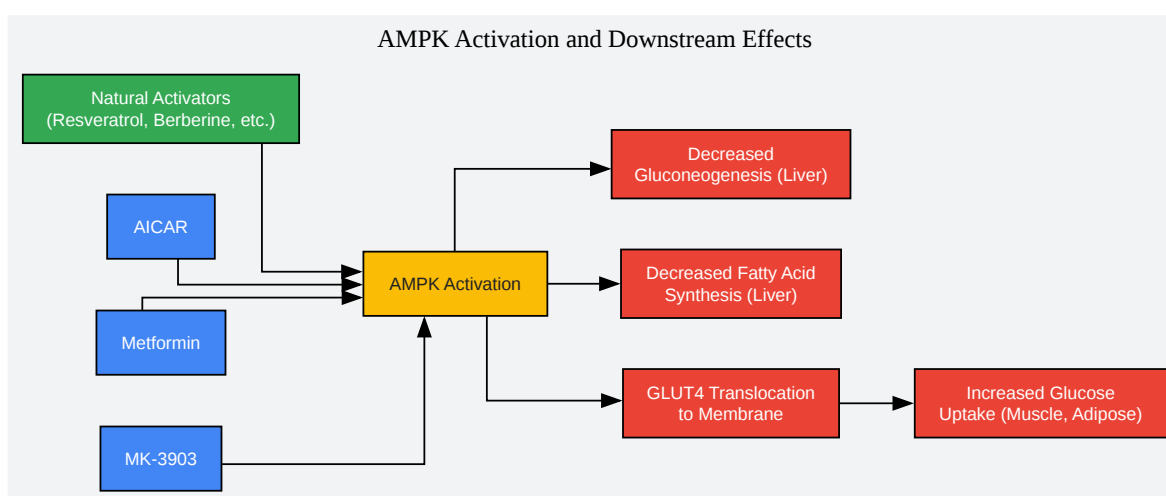 AMPK Activation and Downstream Effects
Natural Activators
(Resveratrol, Berberine, etc.)
AICAR
Metformin
MK-3903
AMPK Activation
Decreased
Gluconeogenesis (Liver)
Decreased Fatty Acid
Synthesis (Liver)
GLUT4 Translocation
to Membrane
Increased Glucose
Uptake (Muscle, Adipose)